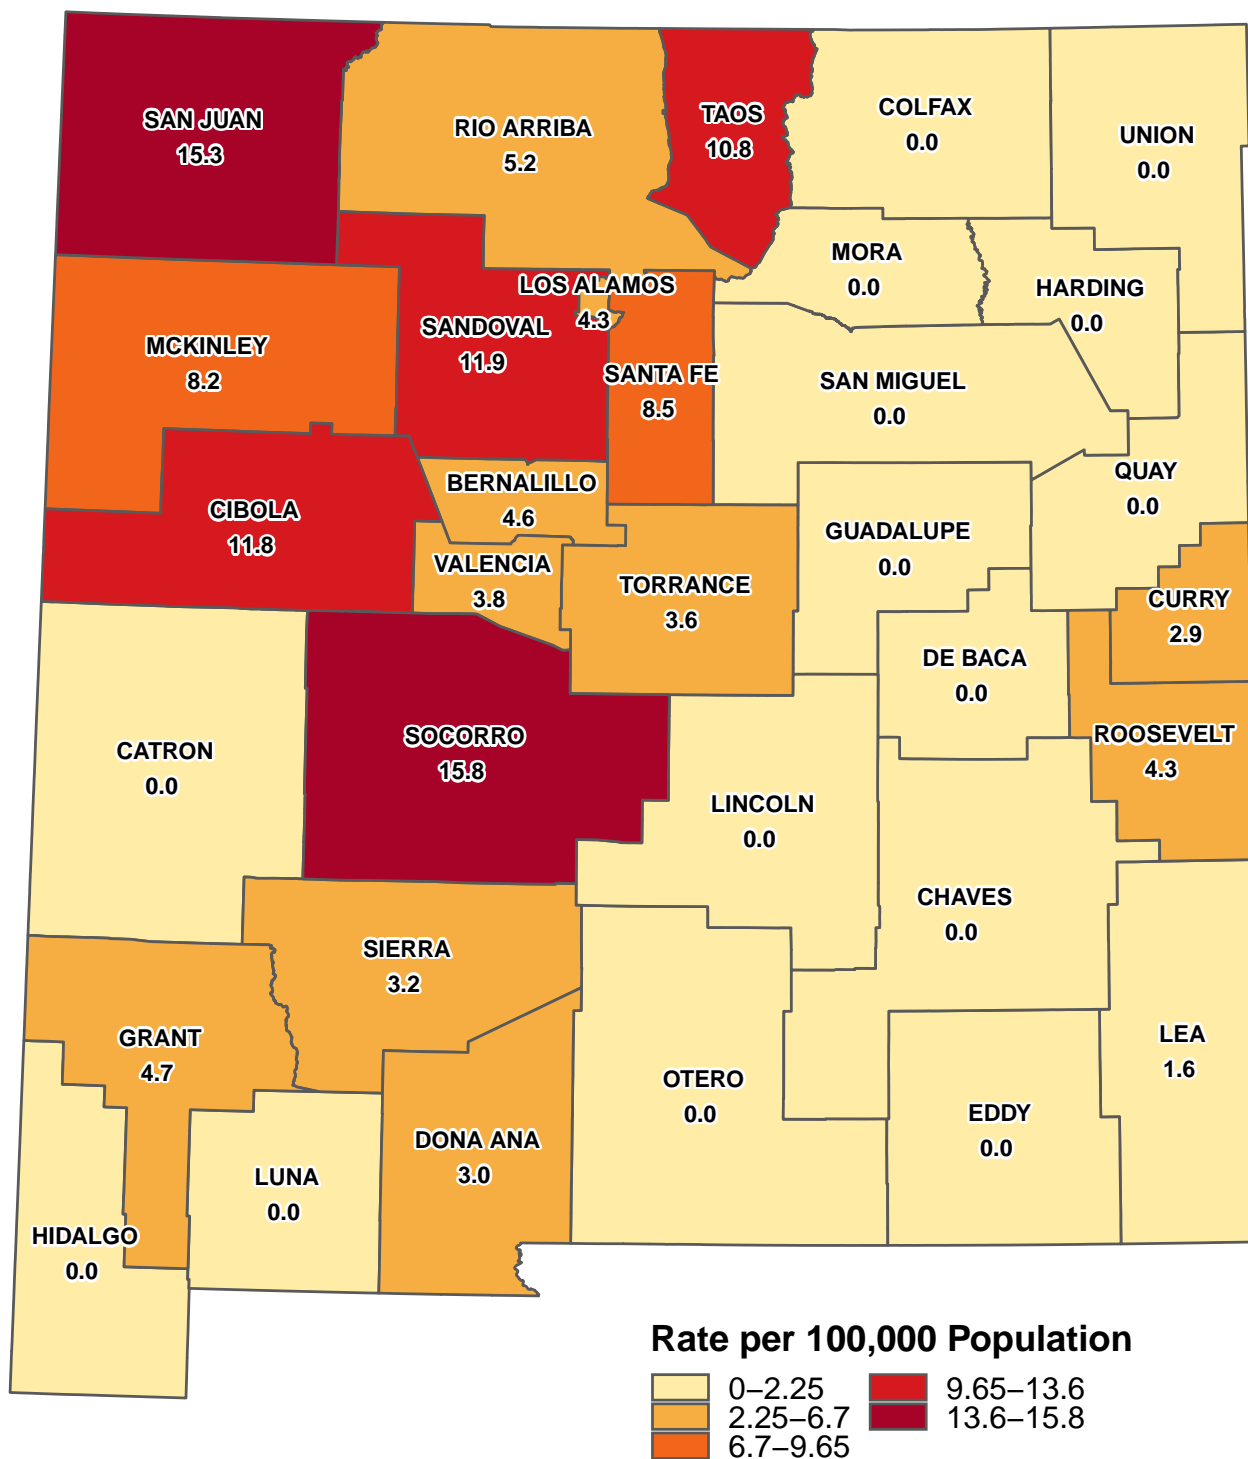 SAN JUAN
15.3
RIO ARRIBA
5.2
TAOS
10.8
COLFAX
0.0
UNION
0.0
MORA
0.0
HARDING
0.0
LOS ALAMOS
4.3
SANDOVAL
11.9
MCKINLEY
8.2
SANTA FE
8.5
SAN MIGUEL
0.0
QUAY
0.0
CIBOLA
11.8
BERNALILLO
4.6
GUADALUPE
0.0
VALENCIA
3.8
TORRANCE
3.6
CURRY
2.9
DE BACA
0.0
CATRON
0.0
SOCORRO
15.8
ROOSEVELT
4.3
LINCOLN
0.0
CHAVES
0.0
SIERRA
3.2
GRANT
4.7
LEA
1.6
OTERO
0.0
EDDY
0.0
DONA ANA
3.0
LUNA
0.0
HIDALGO
0.0
Rate per 100,000 Population
0–2.25
2.25–6.7
6.7–9.65
9.65–13.6
13.6–15.8